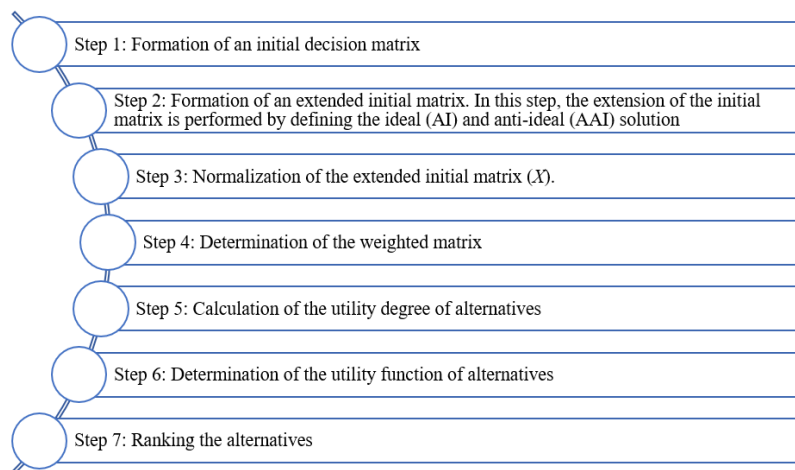 Step 1: Formation of an initial decision matrix
Step 2: Formation of an extended initial matrix. In this step, the extension of the initial
matrix is performed by defining the ideal (AI) and anti-ideal (AAI) solution
Step 3: Normalization of the extended initial matrix (X).
Step 4: Determination of the weighted matrix
Step 5: Calculation of the utility degree of alternatives
Step 6: Determination of the utility function of alternatives
Step 7: Ranking the alternatives